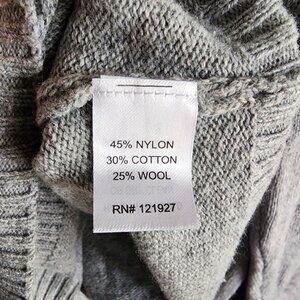 45% NYLON
30% COTTON
25% WOOL
RN# 121927